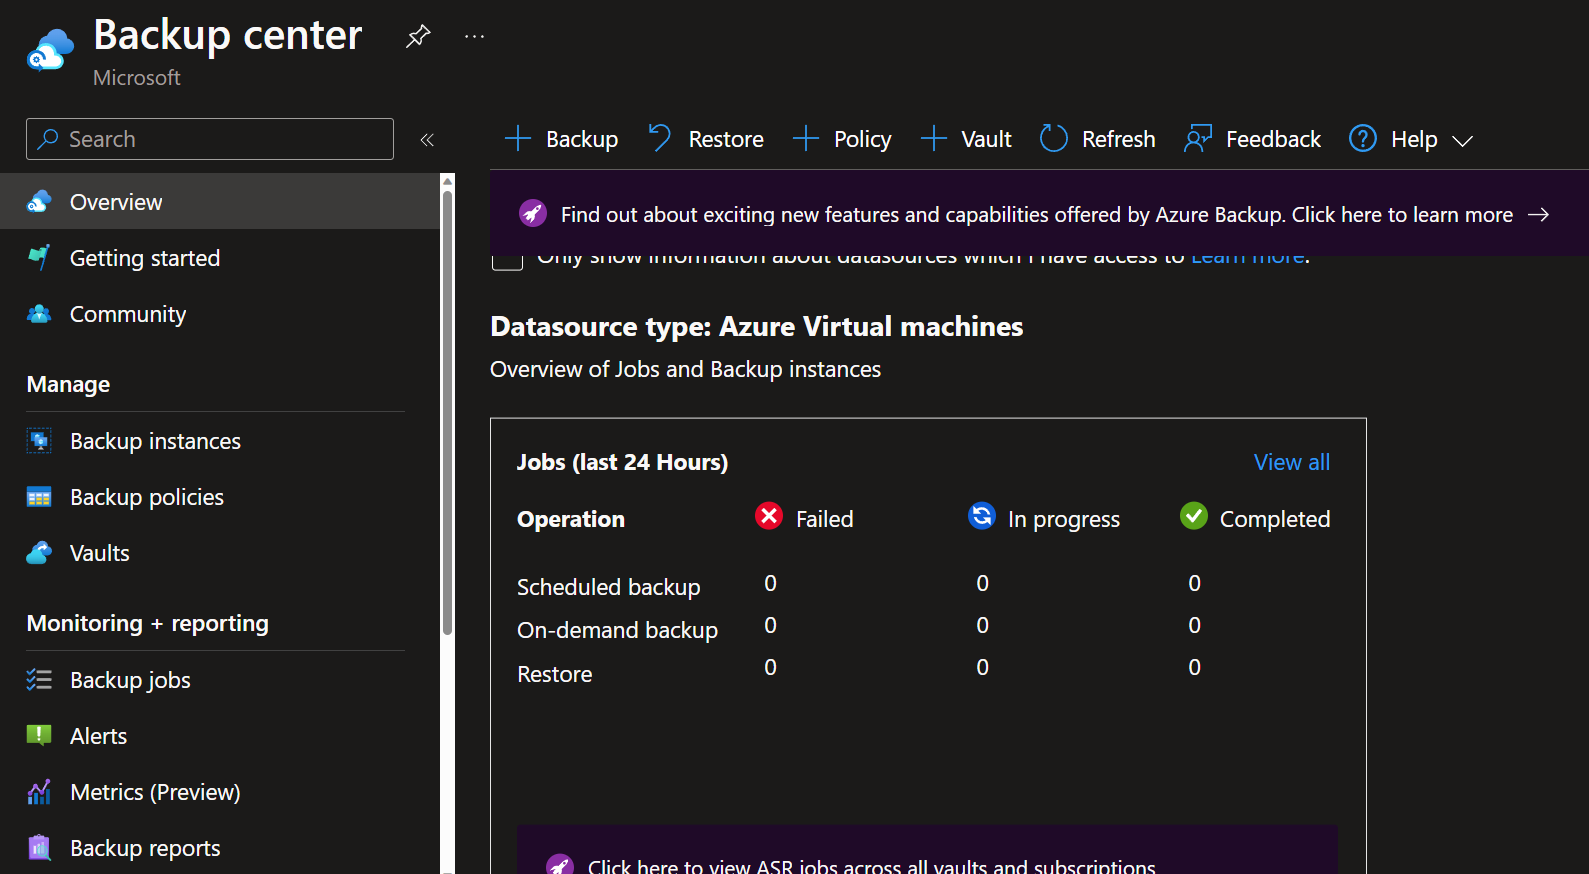 Backup center
Microsoft
Search
Backup
Restore
Policy
Vault
Refresh
Feedback
Help
Overview
Getting started
Community
Manage
Backup instances
Backup policies
Vaults
Monitoring + reporting
Backup jobs
Alerts
Metrics (Preview)
Backup reports
Find out about exciting new features and capabilities offered by Azure Backup. Click here to learn more
Only show information about datasources which I have access to Learn more.
Datasource type: Azure Virtual machines
Overview of Jobs and Backup instances
Jobs (last 24 Hours) View all
Operation Failed In progress Completed
Scheduled backup 0 0 0
On-demand backup 0 0 0
Restore 0 0 0
Click here to view ASR jobs across all vaults and subscriptions